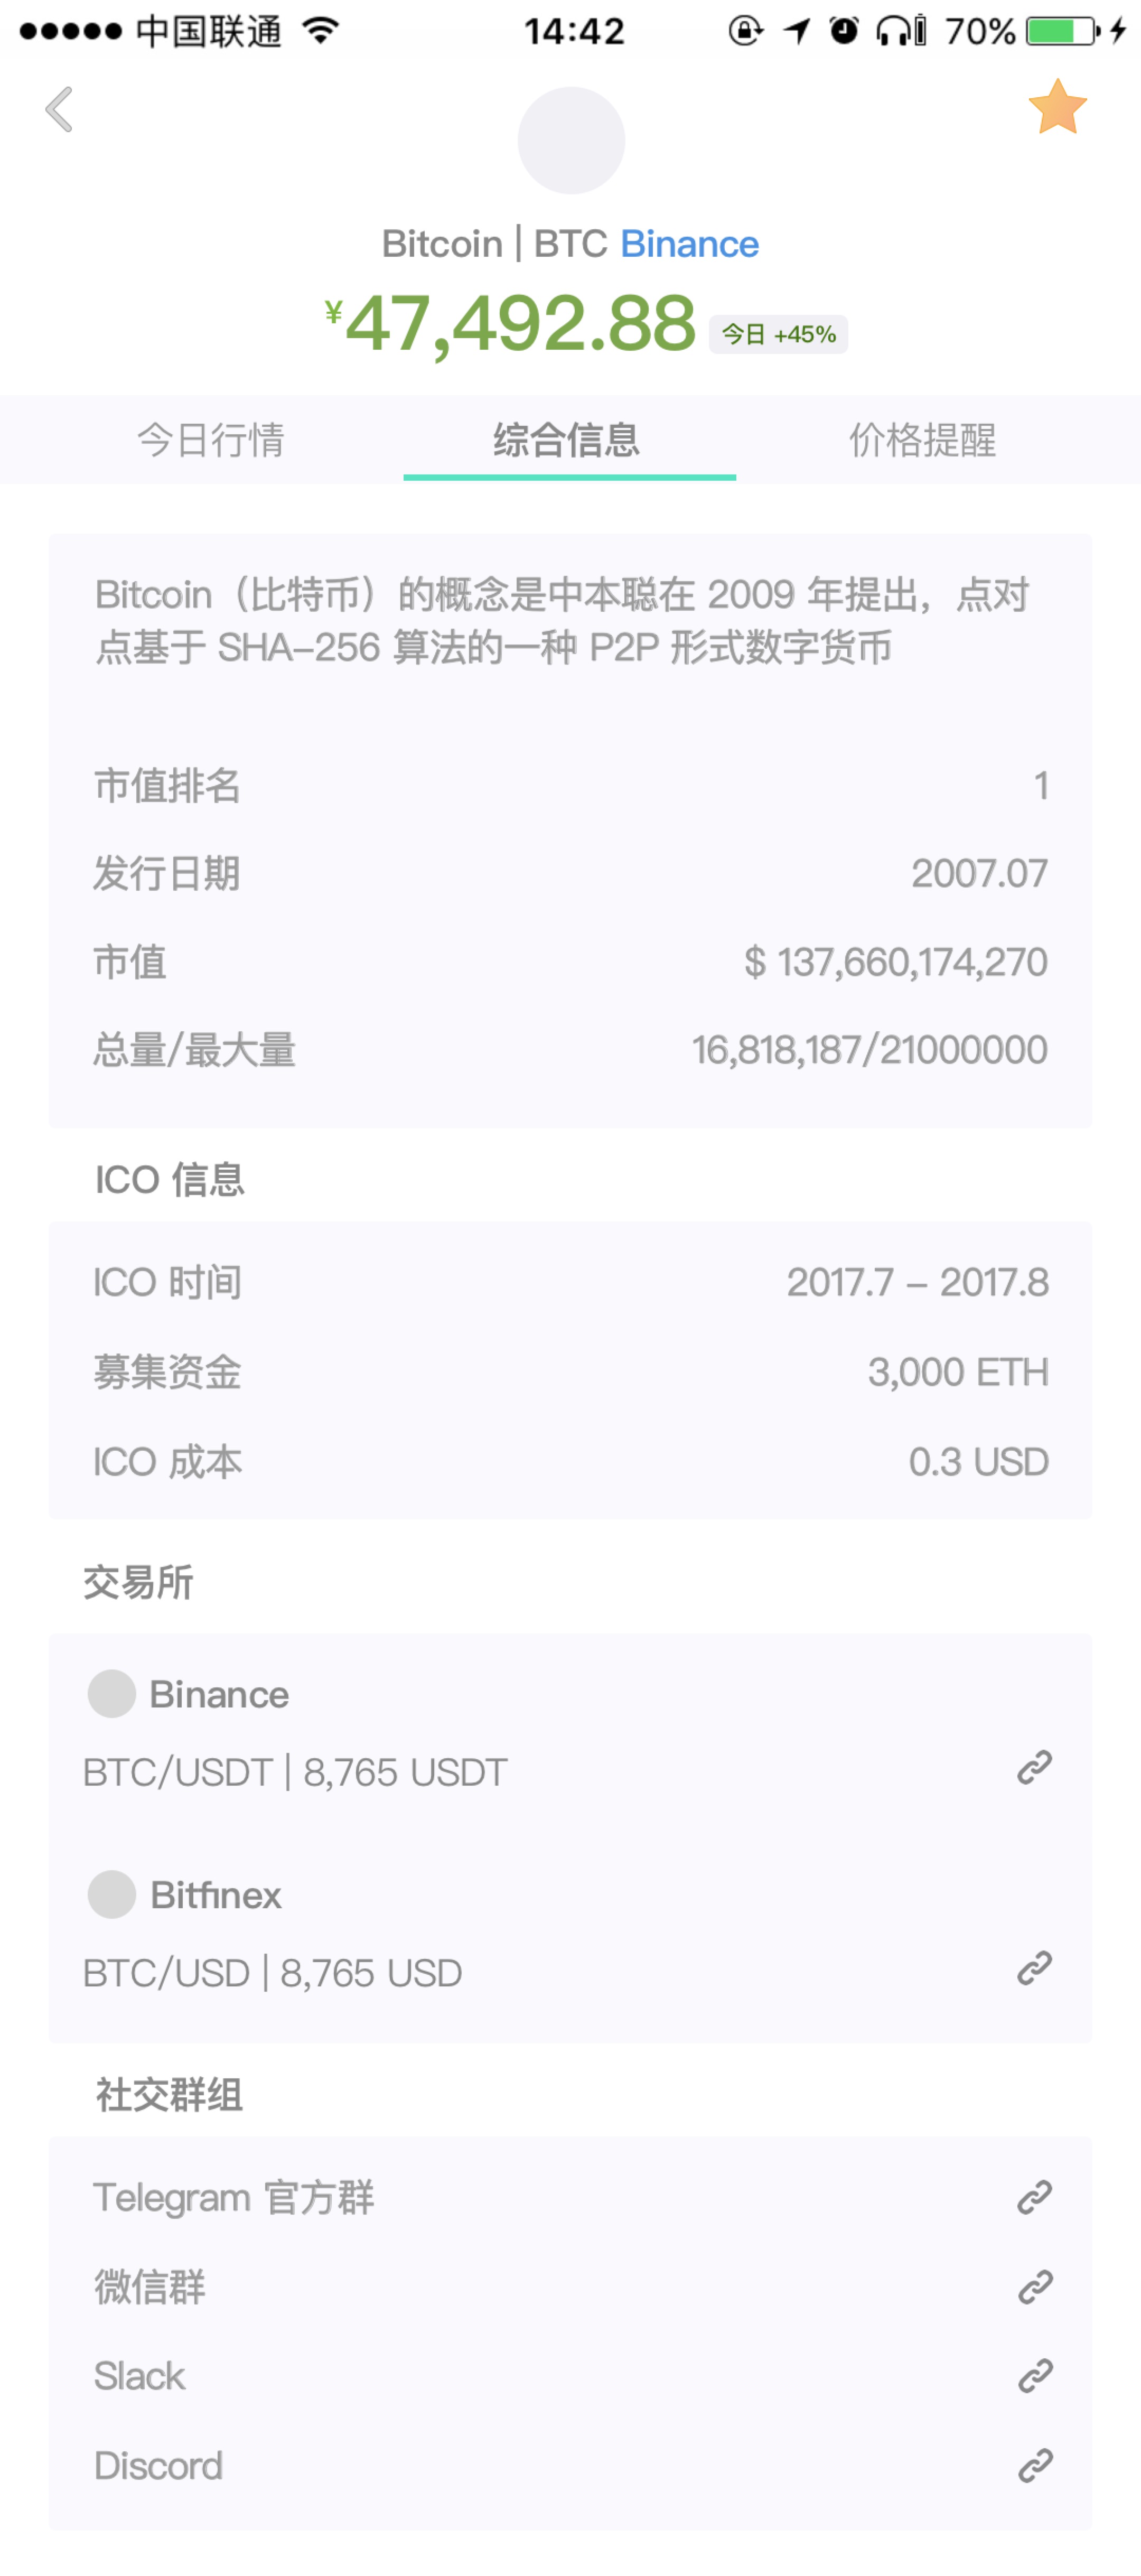 中国联通 14:42 70%
Bitcoin | BTC Binance
¥47,492.88 今日 +45%
今日行情 综合信息 价格提醒
Bitcoin（比特币）的概念是中本聪在 2009 年提出，点对
点基于 SHA-256 算法的一种 P2P 形式数字货币
市值排名 1
发行日期 2007.07
市值 $ 137,660,174,270
总量/最大量 16,818,187/21000000
ICO 信息
ICO 时间 2017.7 – 2017.8
募集资金 3,000 ETH
ICO 成本 0.3 USD
交易所
Binance
BTC/USDT | 8,765 USDT
Bitfinex
BTC/USD | 8,765 USD
社交群组
Telegram 官方群
微信群
Slack
Discord